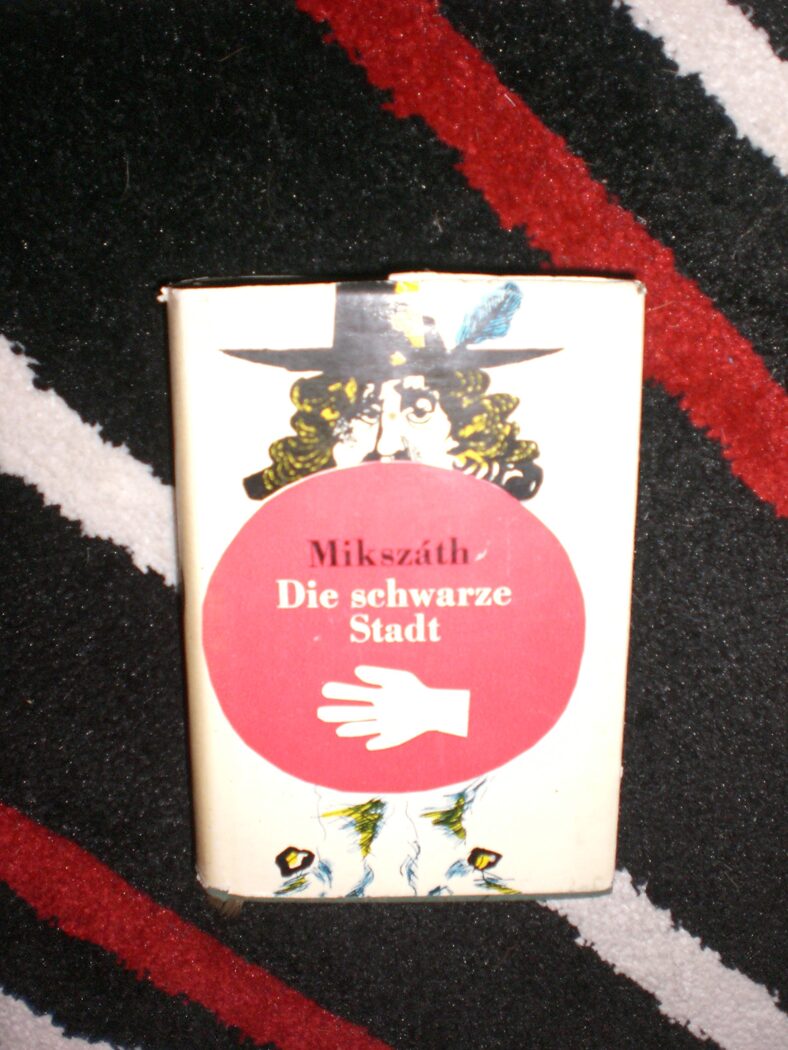 Mikszáth
Die schwarze
Stadt